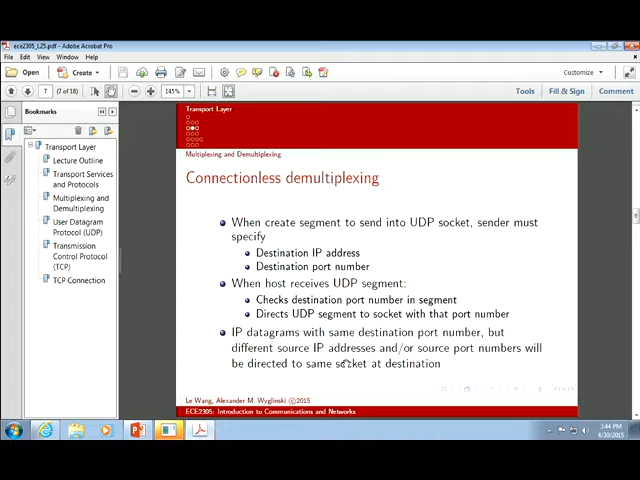 ece2305_L25.pdf - Adobe Acrobat Pro
File Edit View Window Help
Open
Create
Customize
7
(7 of 18)
145%
Tools
Fill & Sign
Comment
Bookmarks
Transport Layer
Lecture Outline
Transport Services
and Protocols
Multiplexing and
Demultiplexing
User Datagram
Protocol (UDP)
Transmission
Control Protocol
(TCP)
TCP Connection
Transport Layer
Multiplexing and Demultiplexing
Connectionless demultiplexing
When create segment to send into UDP socket, sender must
specify
Destination IP address
Destination port number
When host receives UDP segment:
Checks destination port number in segment
Directs UDP segment to socket with that port number
IP datagrams with same destination port number, but
different source IP addresses and/or source port numbers will
be directed to same socket at destination
Le Wang, Alexander M. Wyglinski ©2015
ECE2305: Introduction to Communications and Networks
3:44 PM
4/30/2015